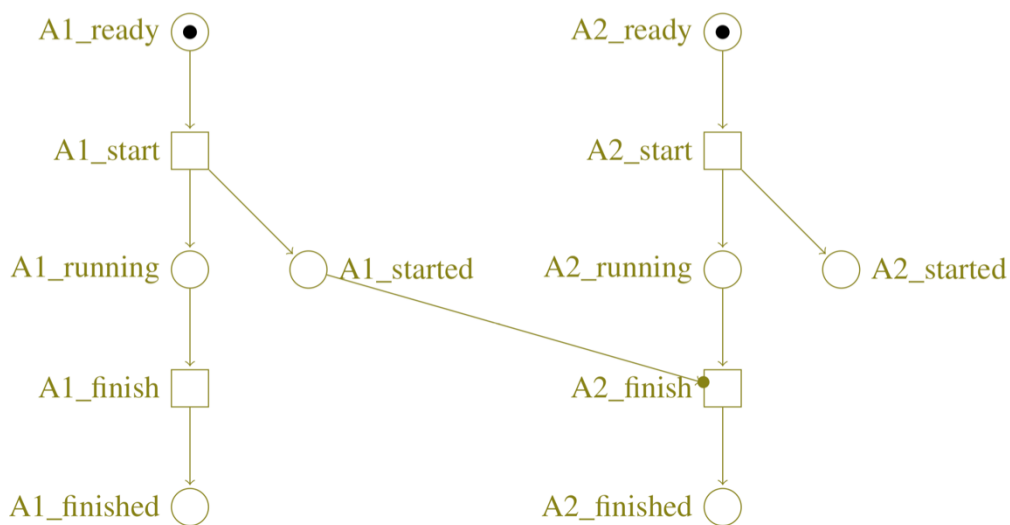 A1_ready
A2_ready
A1_start
A2_start
A1_running
A1_started
A2_running
A2_started
A1_finish
A2_finish
A1_finished
A2_finished